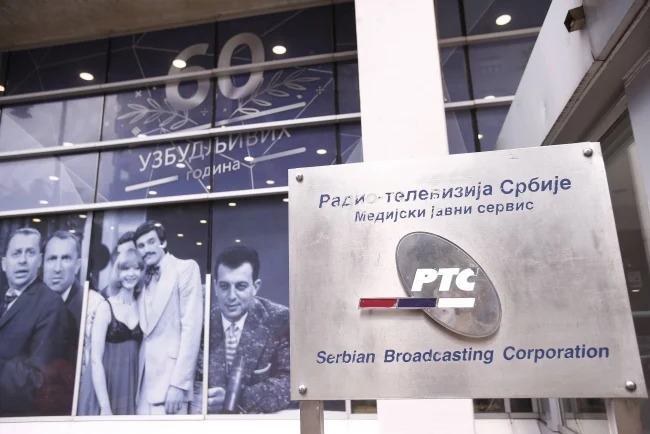 60
УЗБУДЉИВИХ
година
Радио-телевизија Србије
Медијски јавни сервис
РТС
Serbian Broadcasting Corporation